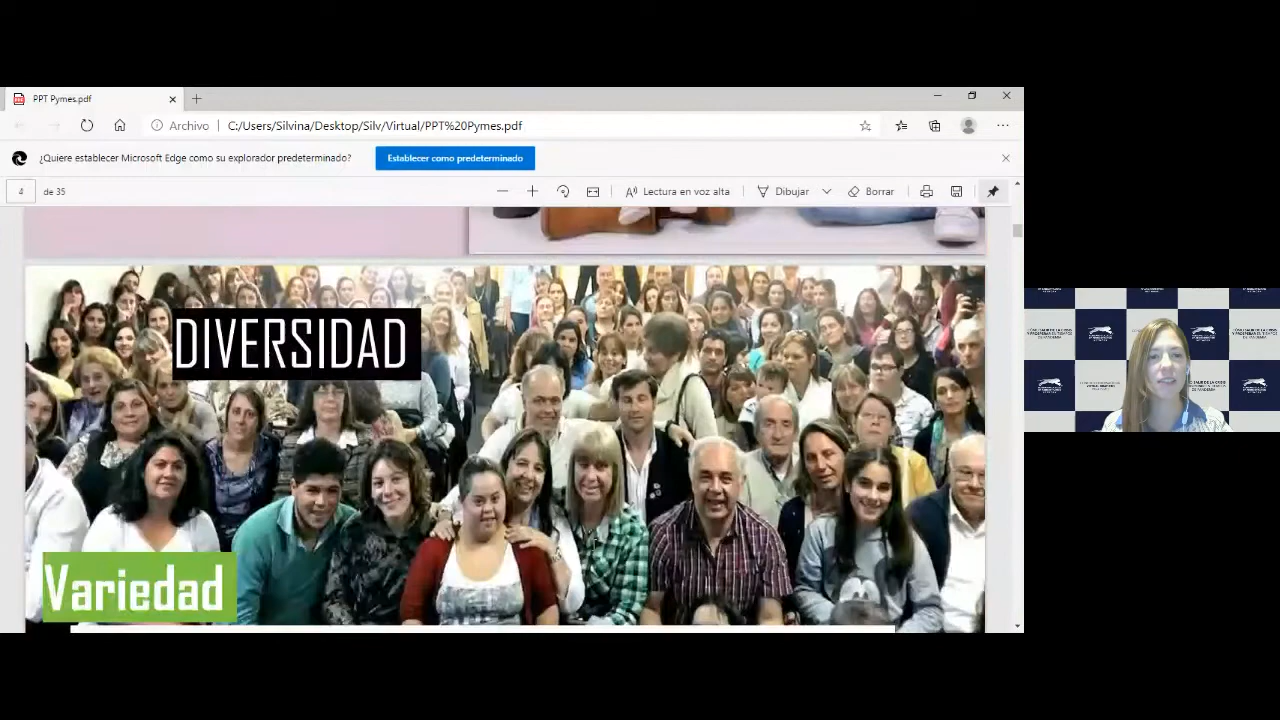 PPT Pymes.pdf
Archivo
C:/Users/Silvina/Desktop/Silv/Virtual/PPT%20Pymes.pdf
¿Quiere establecer Microsoft Edge como su explorador predeterminado?
Establecer como predeterminado
4
de 35
Lectura en voz alta
Dibujar
Borrar
DIVERSIDAD
Variedad